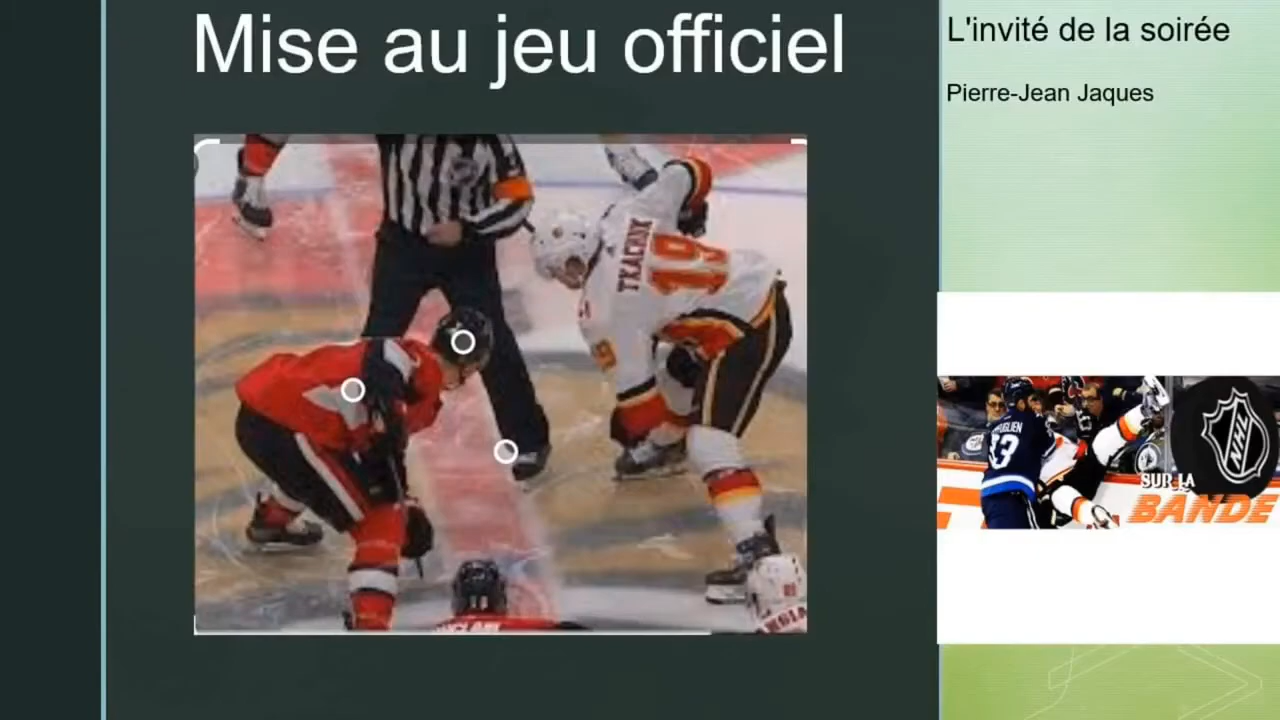 Mise au jeu officiel
L'invité de la soirée
Pierre-Jean Jaques
TKACHUK
19
33
NHL
SUR LA
BANDE